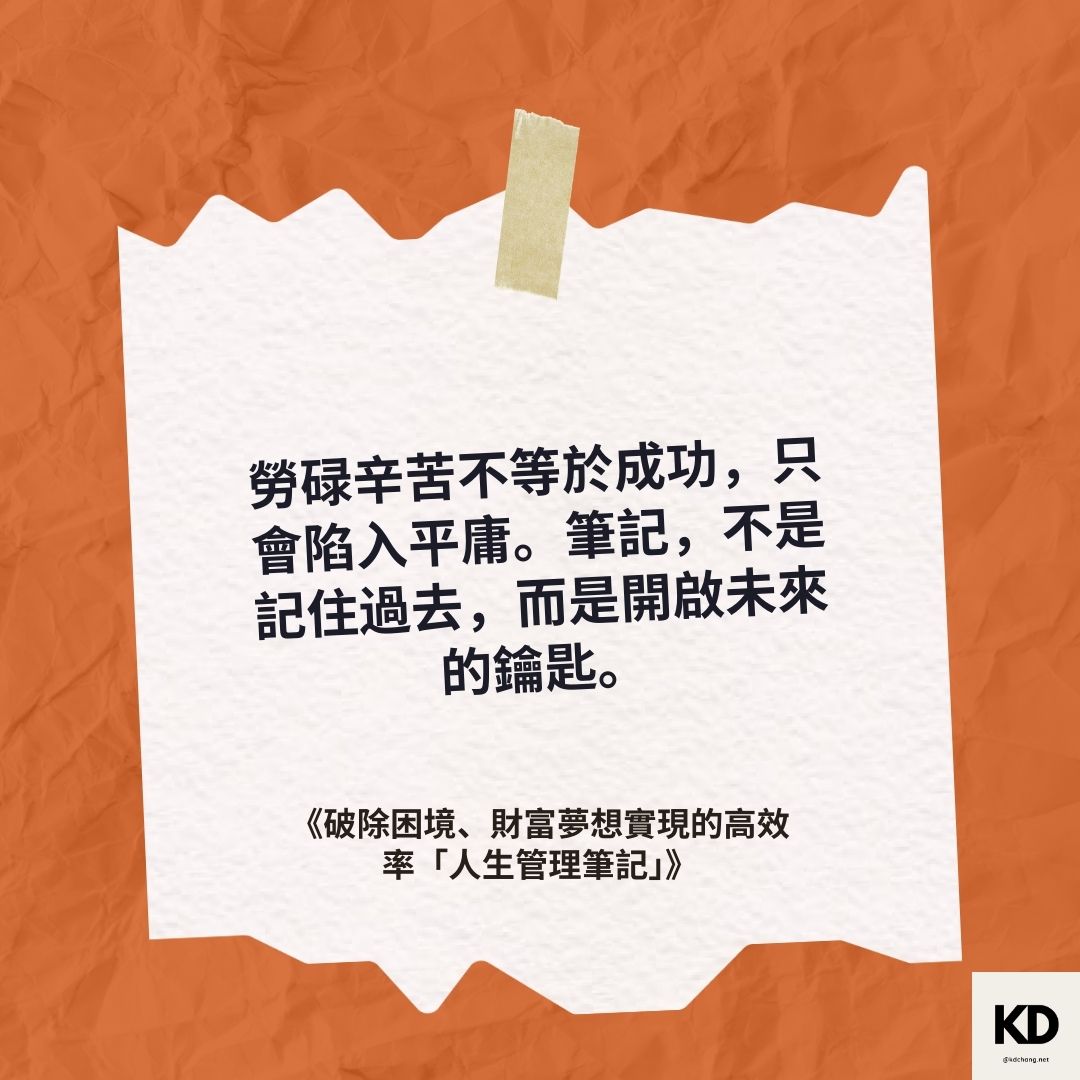 勞碌辛苦不等於成功，只
會陷入平庸。筆記，不是
記住過去，而是開啟未來
的鑰匙。
《破除困境、財富夢想實現的高效
率「人生管理筆記」》
KD
@kdchang.net